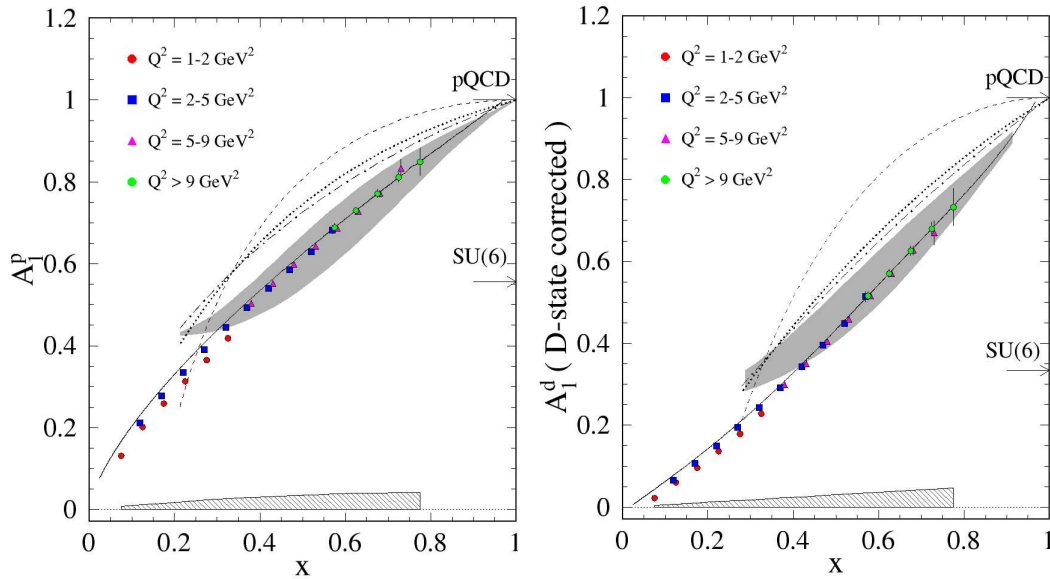 1.2
1
0.8
0.6
0.4
0.2
0
A₁ᵖ
Q² = 1-2 GeV²
Q² = 2-5 GeV²
Q² = 5-9 GeV²
Q² > 9 GeV²
pQCD
SU(6)
0 0.2 0.4 0.6 0.8 1
x
1.2
1
0.8
0.6
0.4
0.2
0
A₁ᵈ ( D-state corrected )
Q² = 1-2 GeV²
Q² = 2-5 GeV²
Q² = 5-9 GeV²
Q² > 9 GeV²
pQCD
SU(6)
0 0.2 0.4 0.6 0.8 1
x